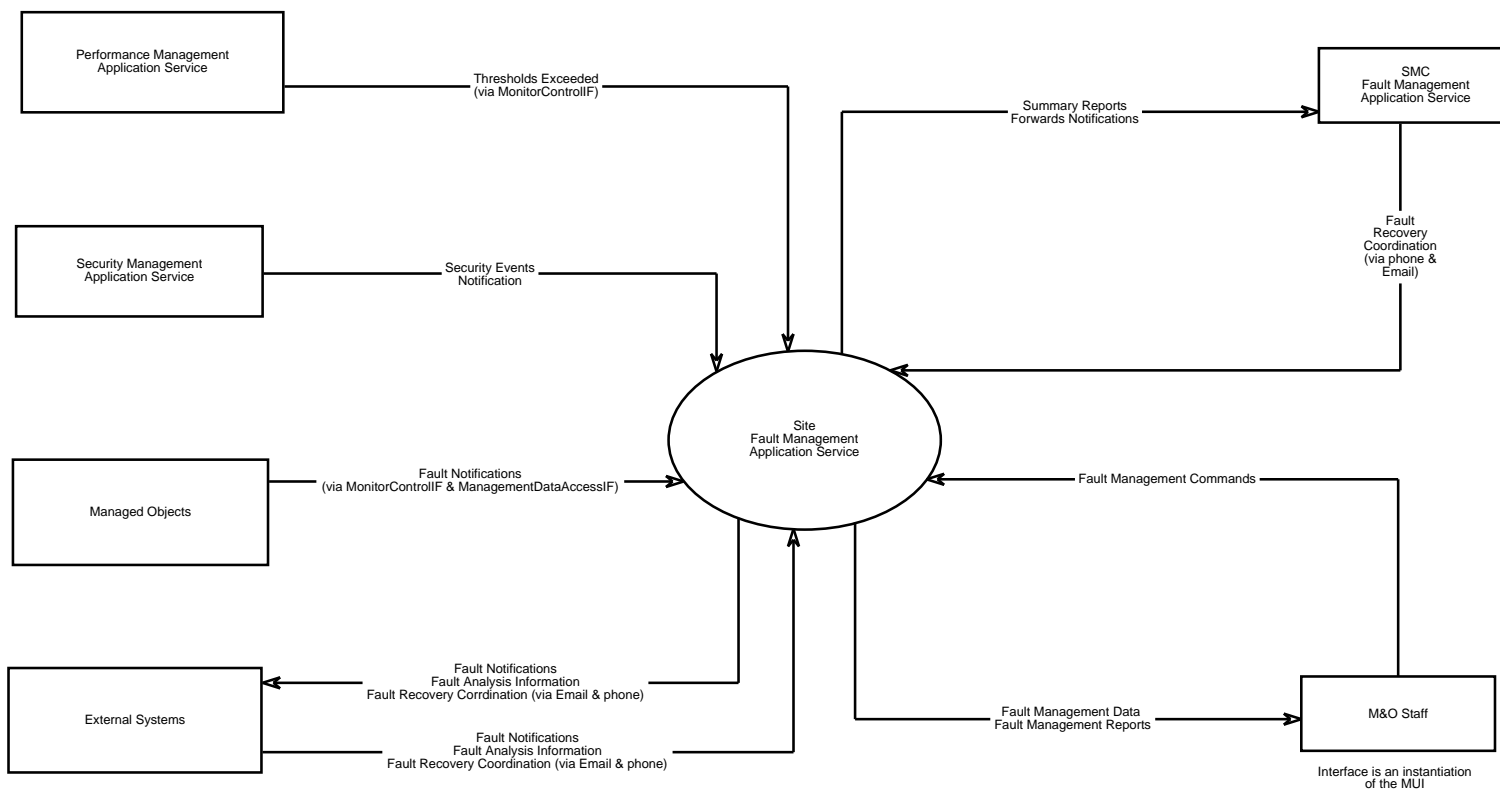 Performance Management
Application Service
Thresholds Exceeded
(via MonitorControlIF)
SMC
Fault Management
Application Service
Summary Reports
Forwards Notifications
Fault
Recovery
Coordination
(via phone &
Email)
Security Management
Application Service
Security Events
Notification
Site
Fault Management
Application Service
Managed Objects
Fault Notifications
(via MonitorControlIF & ManagementDataAccessIF)
Fault Management Commands
External Systems
Fault Notifications
Fault Analysis Information
Fault Recovery Corrdination (via Email & phone)
Fault Notifications
Fault Analysis Information
Fault Recovery Coordination (via Email & phone)
Fault Management Data
Fault Management Reports
M&O Staff
Interface is an instantiation
of the MUI